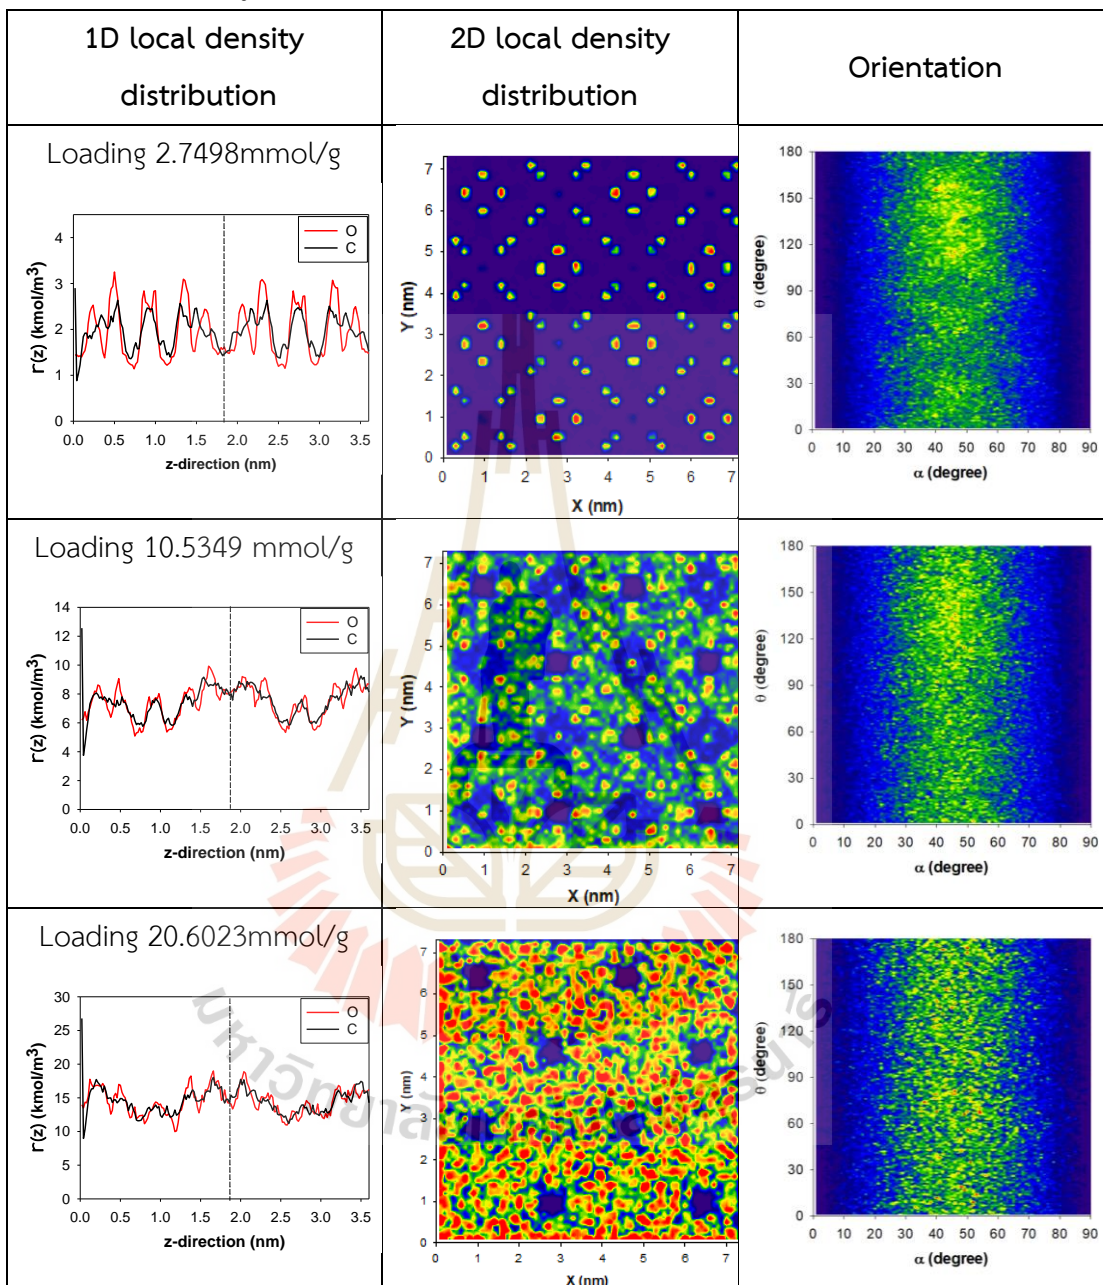 1D local density
distribution
2D local density
distribution
Orientation
Loading 2.7498mmol/g
r(z) (kmol/m³)
4
3
2
1
0
O
C
0.0 0.5 1.0 1.5 2.0 2.5 3.0 3.5
z-direction (nm)
Y (nm)
7
6
5
4
3
2
1
0
0 1 2 3 4 5 6 7
X (nm)
θ (degree)
180
150
120
90
60
30
0
0 10 20 30 40 50 60 70 80 90
α (degree)
Loading 10.5349 mmol/g
r(z) (kmol/m³)
14
12
10
8
6
4
2
0
O
C
0.0 0.5 1.0 1.5 2.0 2.5 3.0 3.5
z-direction (nm)
Y (nm)
7
6
5
4
3
2
1
0
0 1 2 3 4 5 6 7
X (nm)
θ (degree)
180
150
120
90
60
30
0
0 10 20 30 40 50 60 70 80 90
α (degree)
Loading 20.6023mmol/g
r(z) (kmol/m³)
30
25
20
15
10
5
0
O
C
0.0 0.5 1.0 1.5 2.0 2.5 3.0 3.5
z-direction (nm)
Y (nm)
7
6
5
4
3
2
1
0
0 1 2 3 4 5 6 7
X (nm)
θ (degree)
180
150
120
90
60
30
0
0 10 20 30 40 50 60 70 80 90
α (degree)